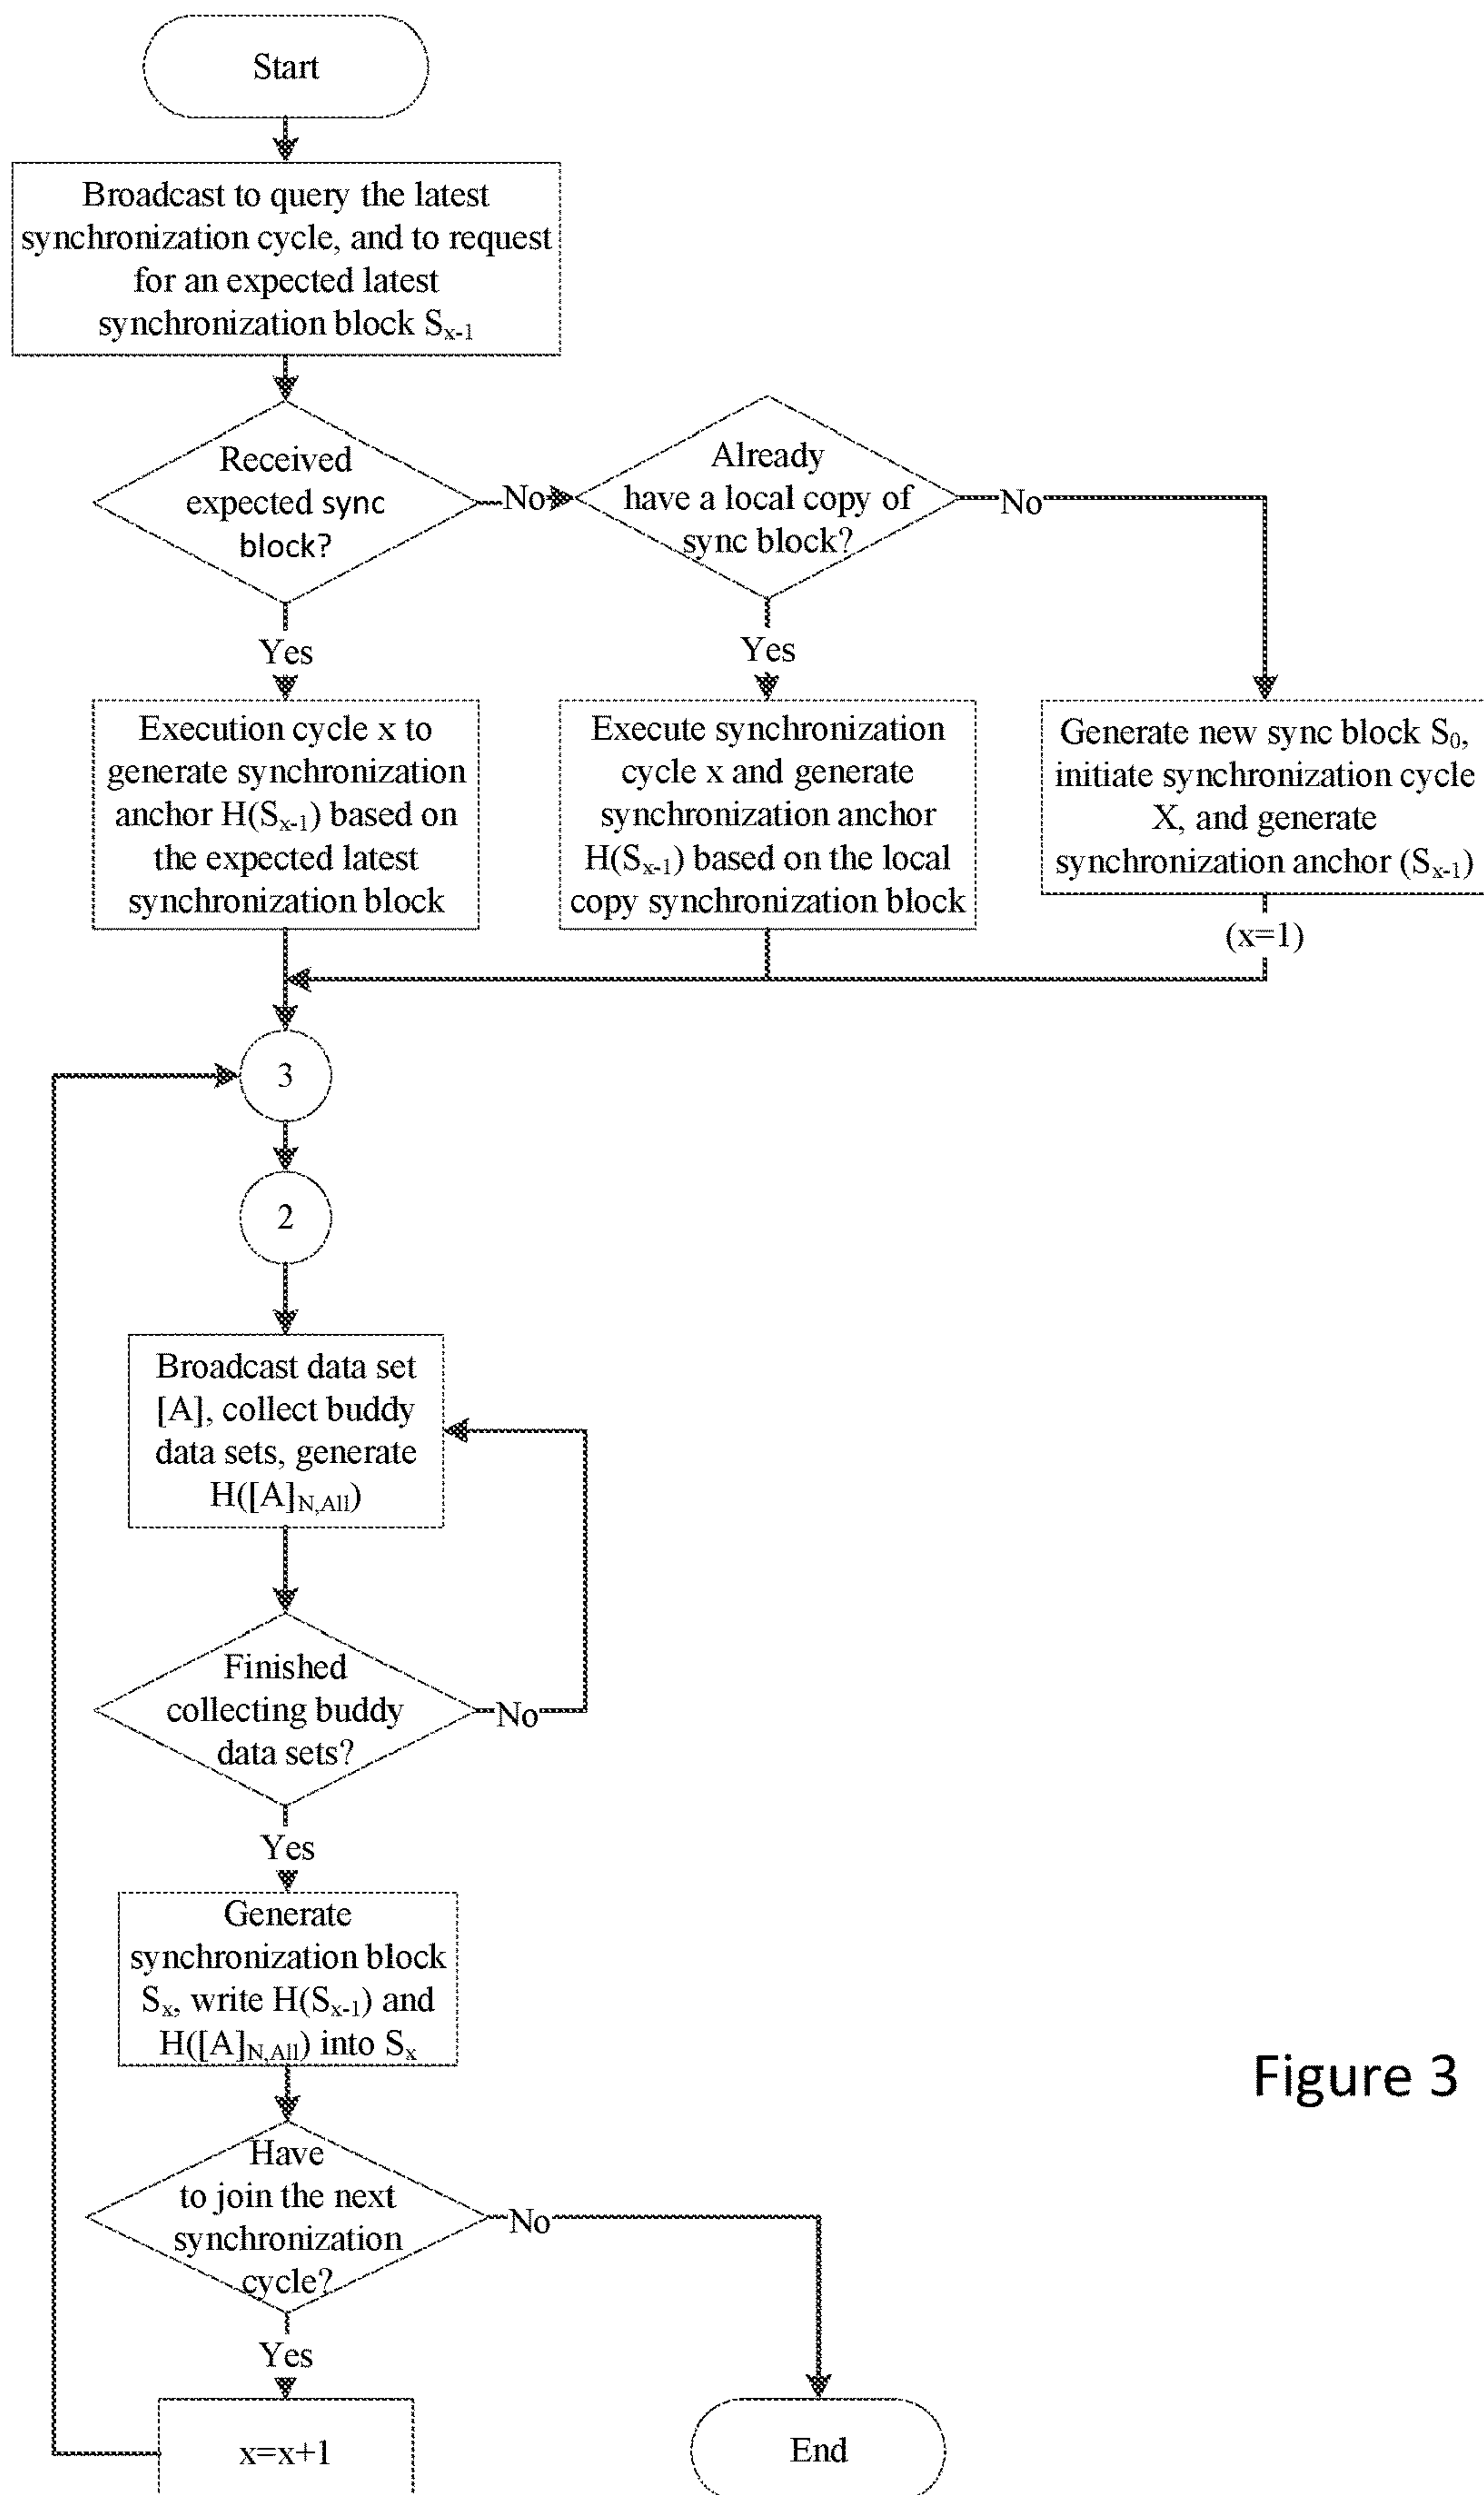 Start
Broadcast to query the latest
synchronization cycle, and to request
for an expected latest
synchronization block Sₓ₋₁
Received
expected sync
block?
No
Already
have a local copy of
sync block?
No
Yes
Yes
Execution cycle x to
generate synchronization
anchor H(Sₓ₋₁) based on
the expected latest
synchronization block
Execute synchronization
cycle x and generate
synchronization anchor
H(Sₓ₋₁) based on the local
copy synchronization block
Generate new sync block S₀,
initiate synchronization cycle
X, and generate
synchronization anchor (Sₓ₋₁)
(x=1)
3
2
Broadcast data set
[A], collect buddy
data sets, generate
H([A]N,All)
Finished
collecting buddy
data sets?
No
Yes
Generate
synchronization block
Sₓ, write H(Sₓ₋₁) and
H([A]N,All) into Sₓ
Figure 3
Have
to join the next
synchronization
cycle?
No
Yes
x=x+1
End